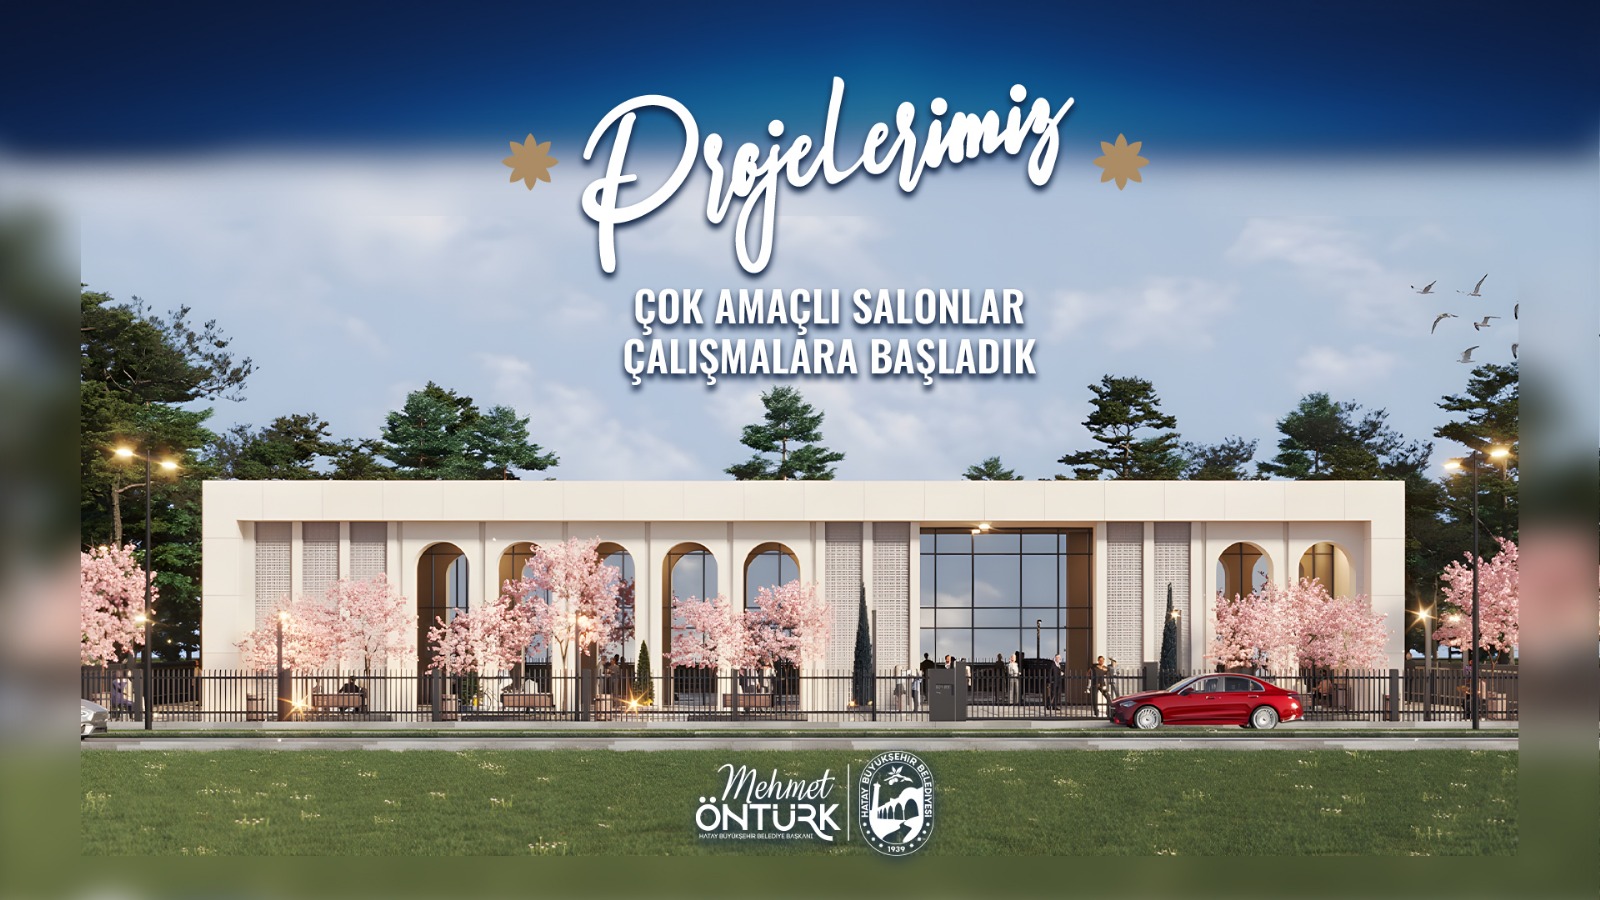 Projelerimiz
ÇOK AMAÇLI SALONLAR
ÇALIŞMALARA BAŞLADIK
Mehmet
ÖNTÜRK
HATAY BÜYÜKŞEHİR BELEDİYE BAŞKANI
HATAY BÜYÜKŞEHİR BELEDİYESİ
1939